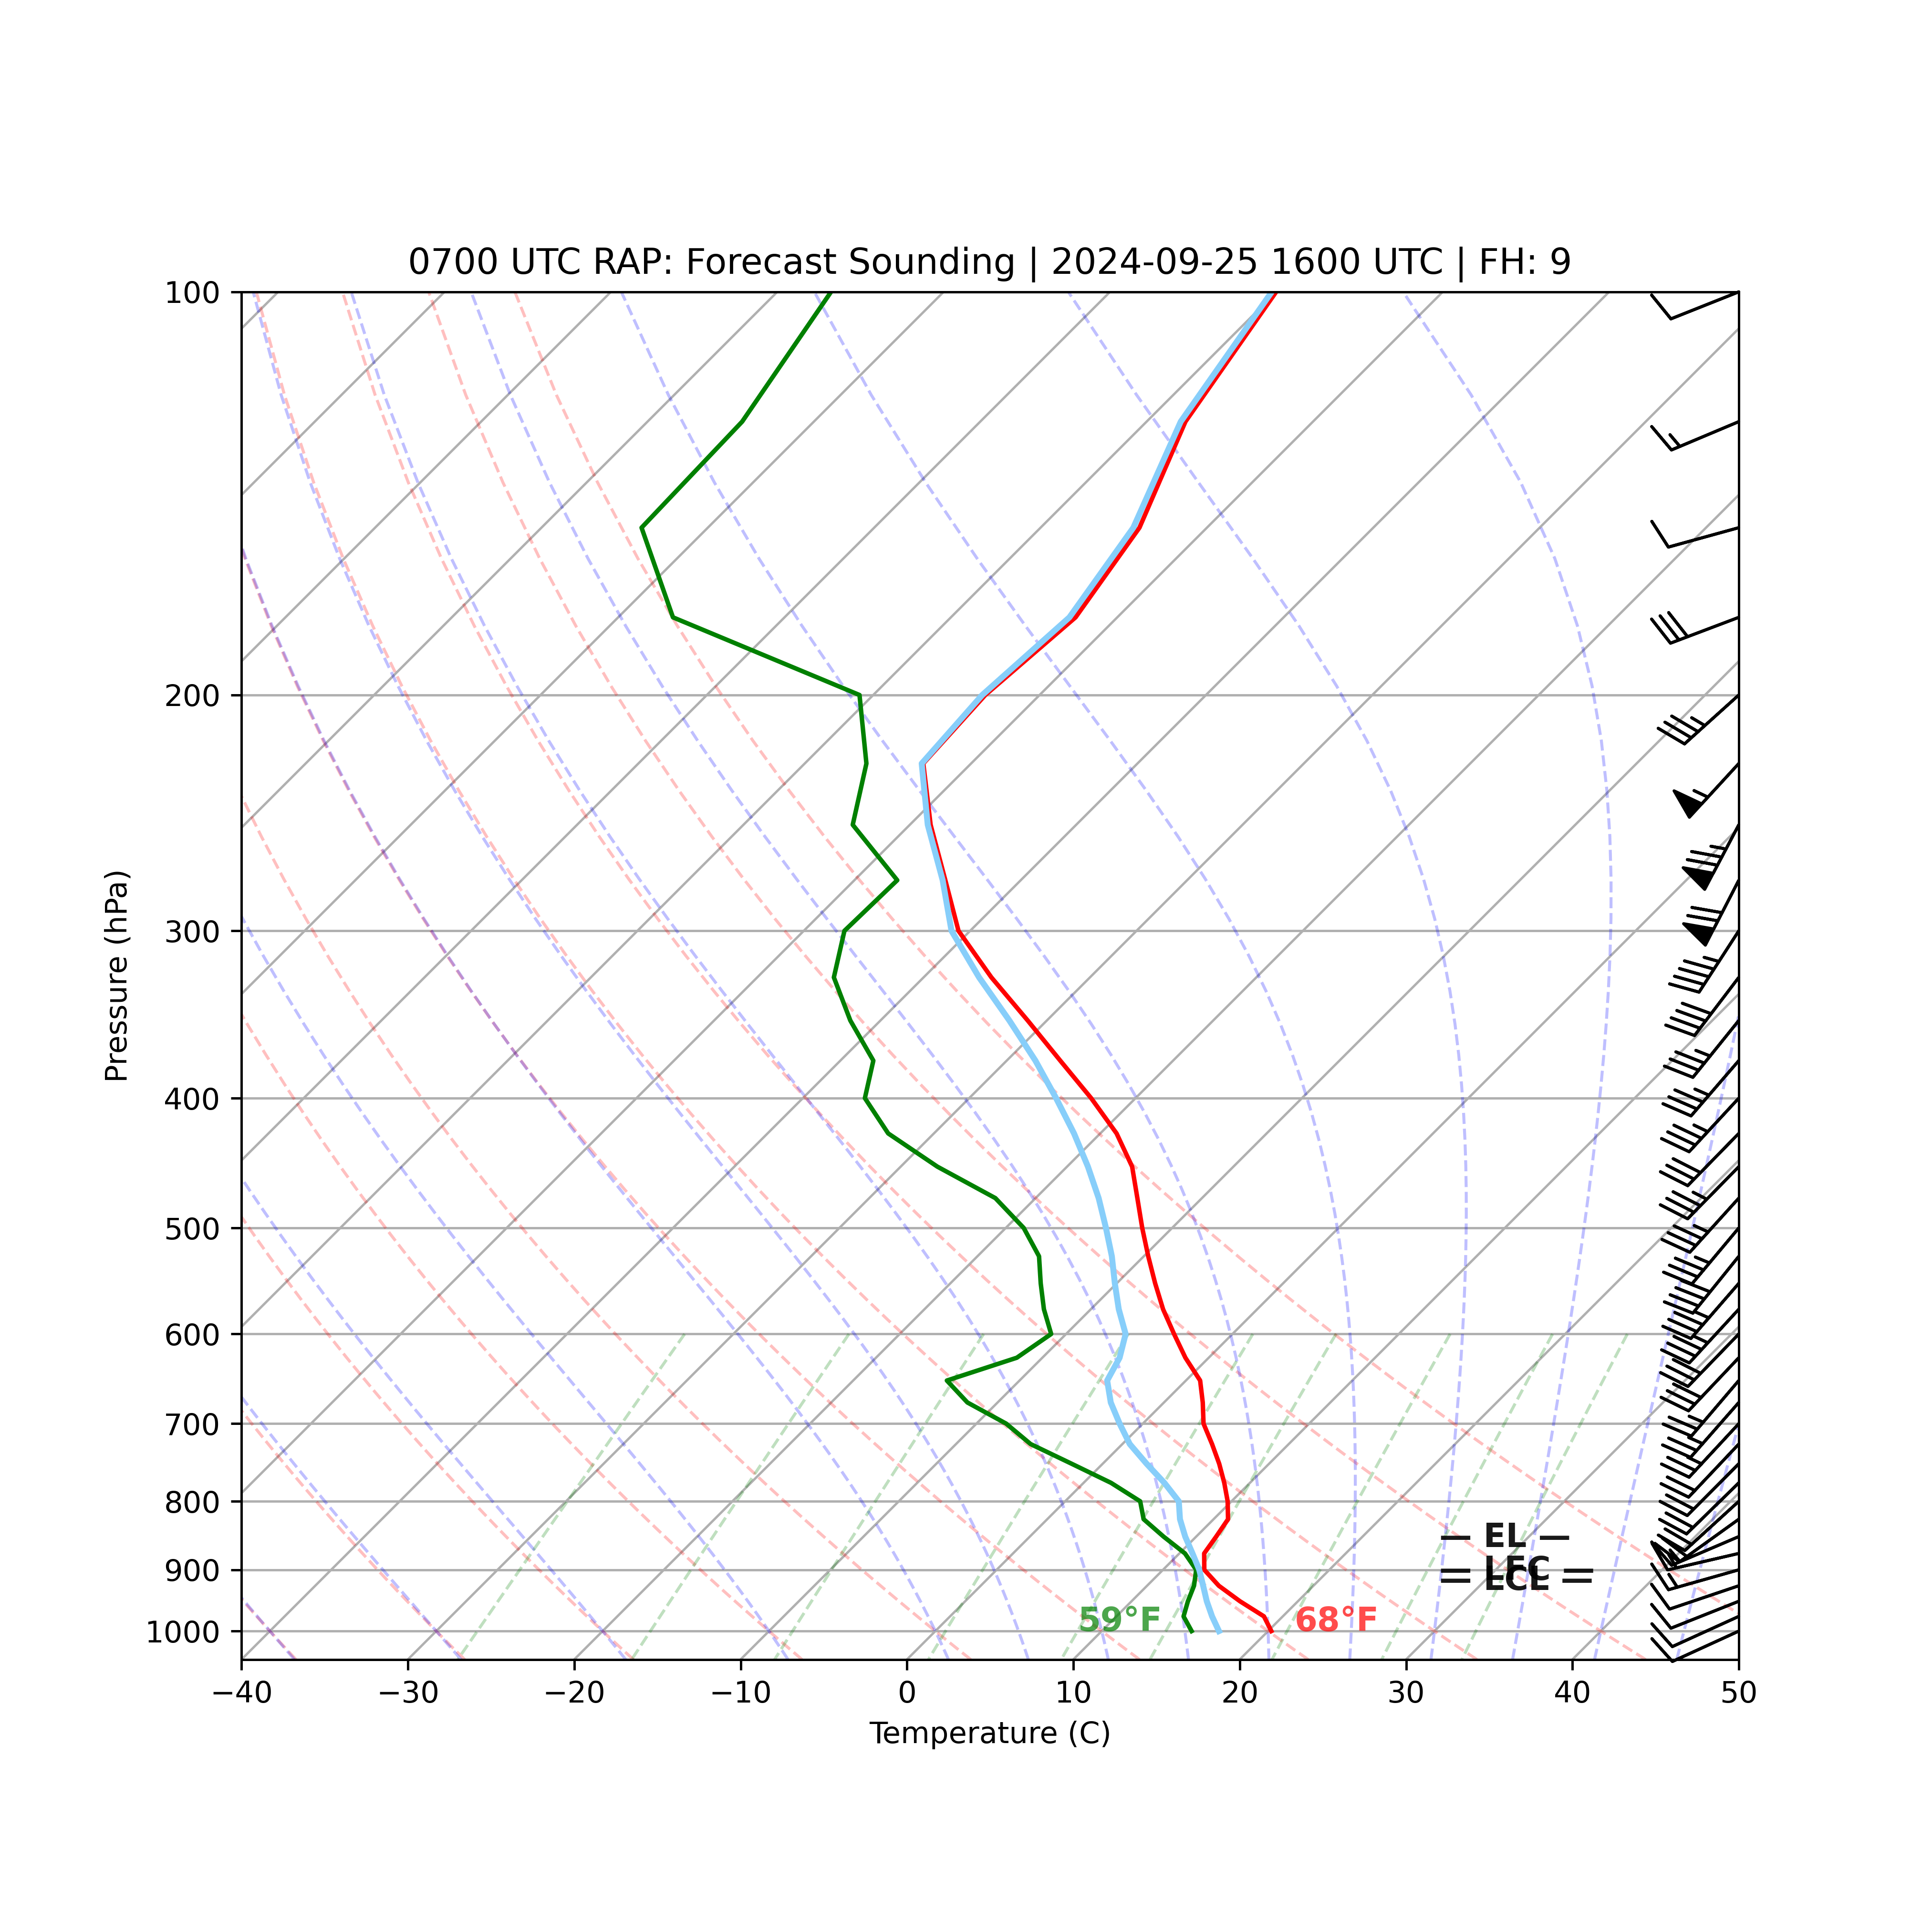 0700 UTC RAP: Forecast Sounding | 2024-09-25 1600 UTC | FH: 9
100
200
300
400
500
600
700
800
900
1000
Pressure (hPa)
— EL —
— LFC —
— LCL —
59°F
68°F
−40 −30 −20 −10 0 10 20 30 40 50
Temperature (C)